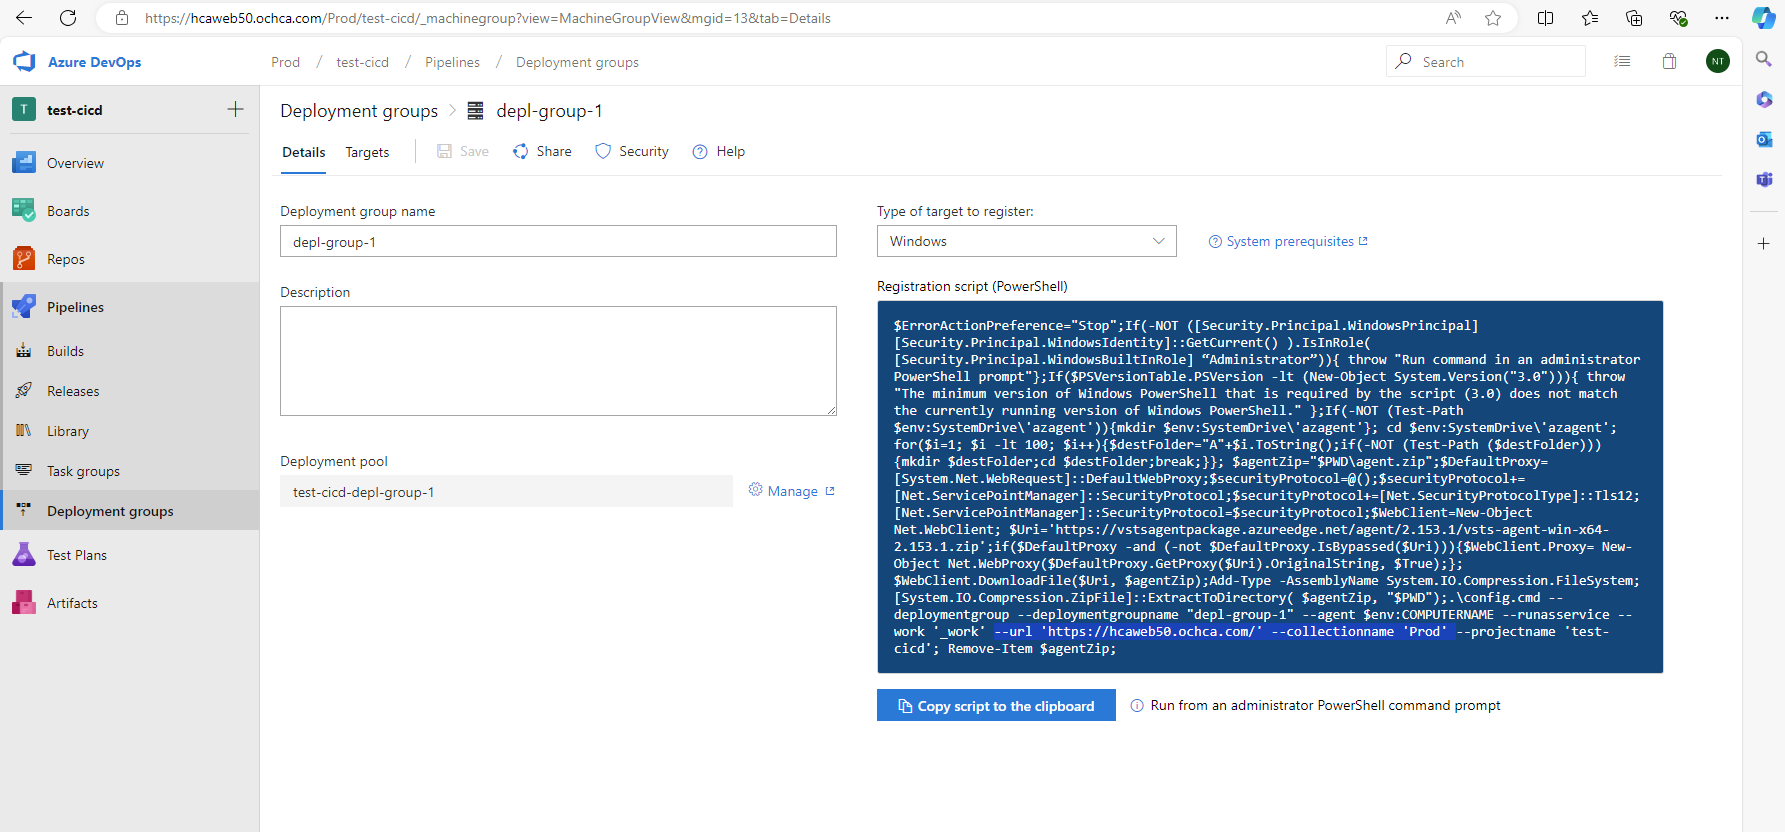 https://hcaweb50.ochca.com/Prod/test-cicd/_machinegroup?view=MachineGroupView&mgid=13&tab=Details
Azure DevOps
Prod / test-cicd / Pipelines / Deployment groups
Search
NT
T
test-cicd
Overview
Boards
Repos
Pipelines
Builds
Releases
Library
Task groups
Deployment groups
Test Plans
Artifacts
Deployment groups > depl-group-1
Details Targets Save Share Security Help
Deployment group name
depl-group-1
Description
Deployment pool
test-cicd-depl-group-1
Manage
Type of target to register:
Windows
System prerequisites
Registration script (PowerShell)
$ErrorActionPreference="Stop";If(-NOT ([Security.Principal.WindowsPrincipal]
[Security.Principal.WindowsIdentity]::GetCurrent() ).IsInRole(
[Security.Principal.WindowsBuiltInRole] “Administrator”)){ throw "Run command in an administrator
PowerShell prompt"};If($PSVersionTable.PSVersion -lt (New-Object System.Version("3.0"))){ throw
"The minimum version of Windows PowerShell that is required by the script (3.0) does not match
the currently running version of Windows PowerShell." };If(-NOT (Test-Path
$env:SystemDrive\'azagent')){mkdir $env:SystemDrive\'azagent'}; cd $env:SystemDrive\'azagent';
for($i=1; $i -lt 100; $i++){$destFolder="A"+$i.ToString();if(-NOT (Test-Path ($destFolder)))
{mkdir $destFolder;cd $destFolder;break;}}; $agentZip="$PWD\agent.zip";$DefaultProxy=
[System.Net.WebRequest]::DefaultWebProxy;$securityProtocol=@();$securityProtocol+=
[Net.ServicePointManager]::SecurityProtocol;$securityProtocol+=[Net.SecurityProtocolType]::Tls12;
[Net.ServicePointManager]::SecurityProtocol=$securityProtocol;$WebClient=New-Object
Net.WebClient; $Uri='https://vstsagentpackage.azureedge.net/agent/2.153.1/vsts-agent-win-x64-
2.153.1.zip';if($DefaultProxy -and (-not $DefaultProxy.IsBypassed($Uri))){$WebClient.Proxy= New-
Object Net.WebProxy($DefaultProxy.GetProxy($Uri).OriginalString, $True);};
$WebClient.DownloadFile($Uri, $agentZip);Add-Type -AssemblyName System.IO.Compression.FileSystem;
[System.IO.Compression.ZipFile]::ExtractToDirectory( $agentZip, "$PWD");.\config.cmd --
deploymentgroup --deploymentgroupname "depl-group-1" --agent $env:COMPUTERNAME --runasservice --
work '_work' --url 'https://hcaweb50.ochca.com/' --collectionname 'Prod' --projectname 'test-
cicd'; Remove-Item $agentZip;
Copy script to the clipboard
Run from an administrator PowerShell command prompt